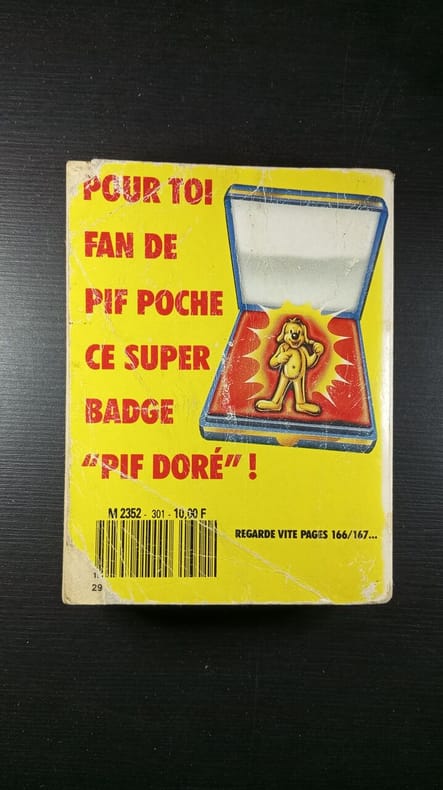 POUR TOI
FAN DE
PIF POCHE
CE SUPER
BADGE
"PIF DORÉ" !
M 2352 - 301 - 10,00 F
REGARDE VITE PAGES 166/167...
29